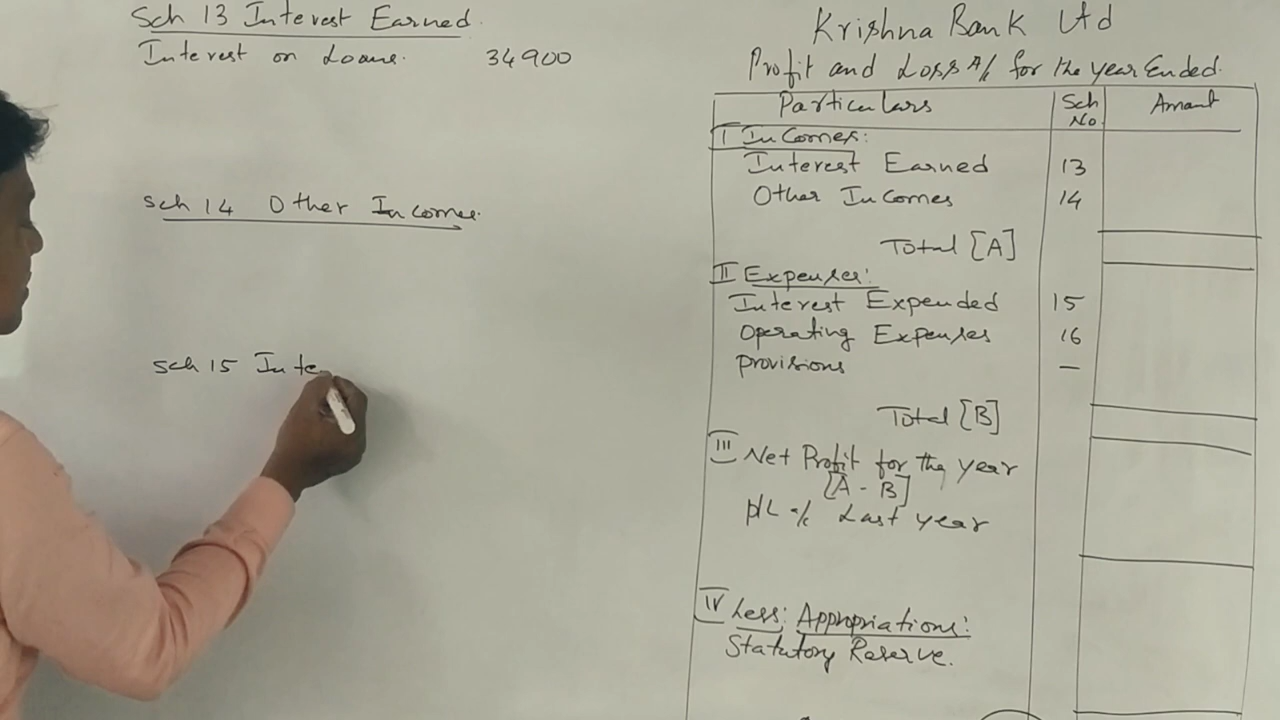 Sch 13 Interest Earned.
Interest on Loans. 34900
Sch 14 Other Incomes.
Sch 15 Inte
Krishna Bank Ltd
Profit and Loss A/c for the year Ended.
Particulars Sch No Amount
I Incomes:
Interest Earned 13
Other Incomes 14
Total [A]
II Expenses:
Interest Expended 15
Operating Expenses 16
provisions —
Total [B]
III Net Profit for the year
[A - B]
P/L a/c Last year
IV Less: Appropriations:
Statutory Reserve.